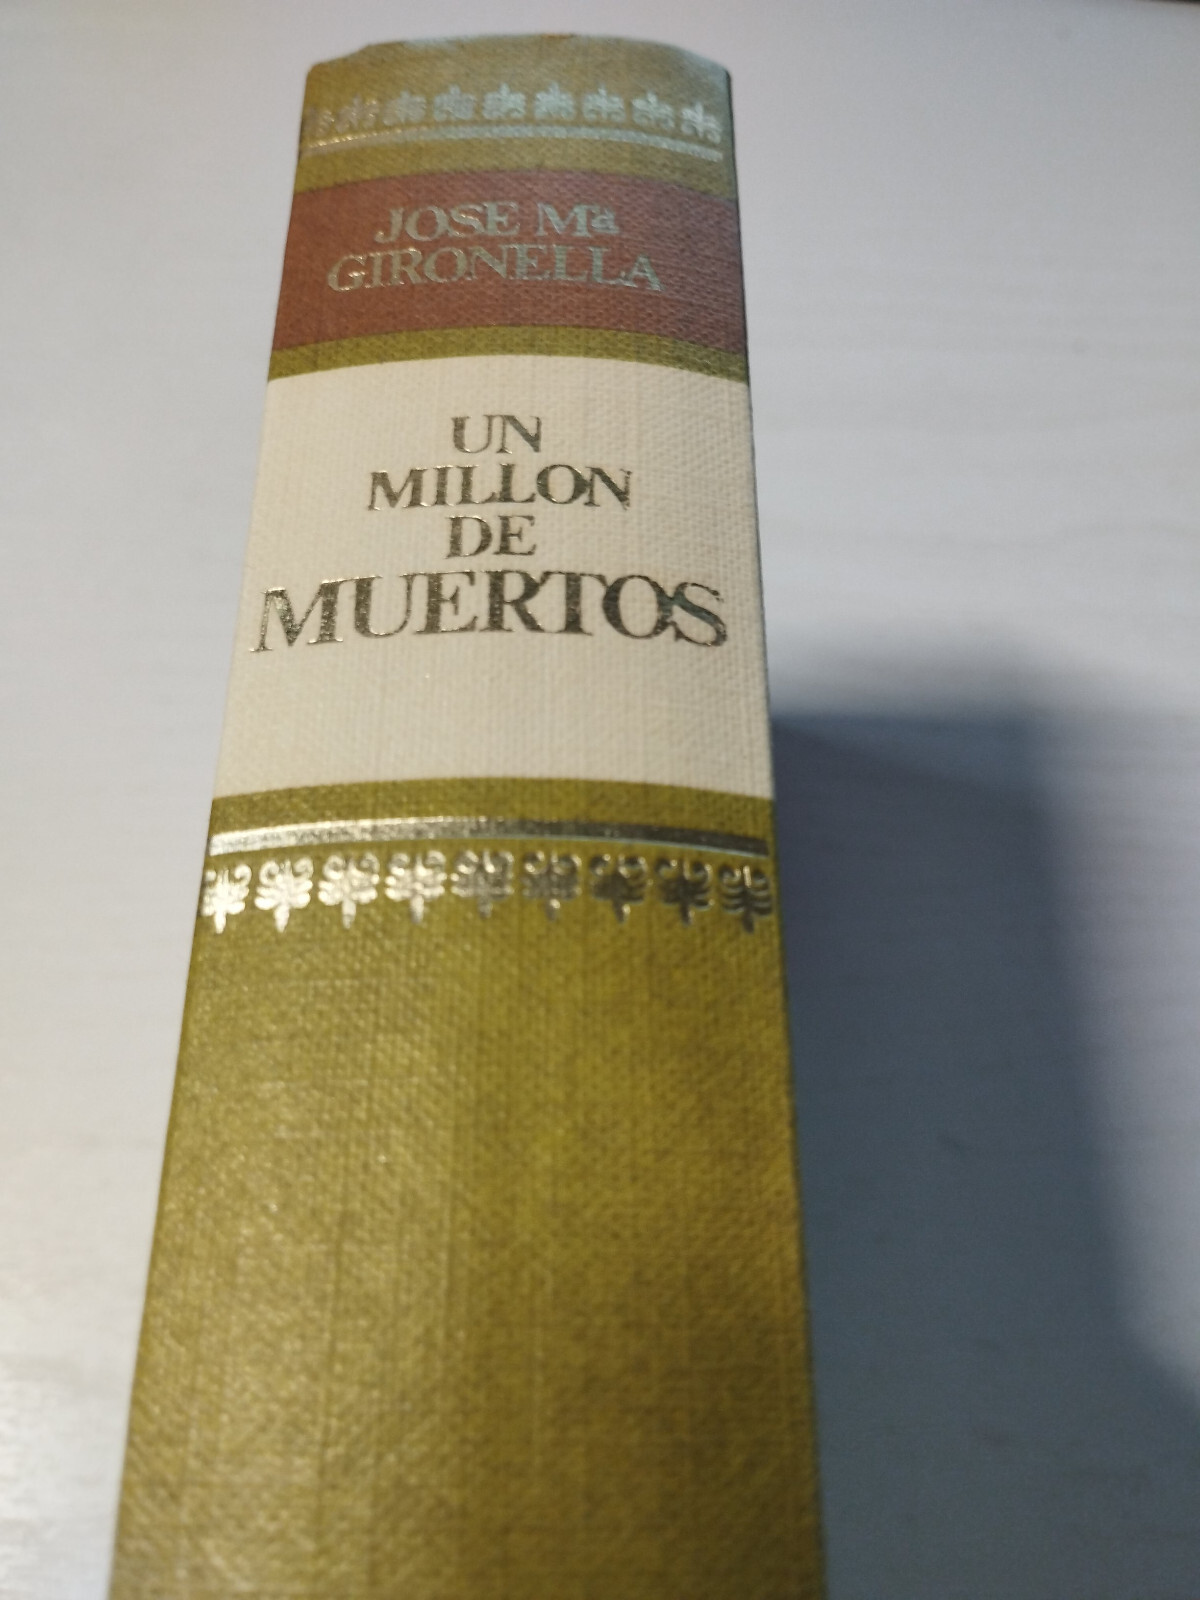 JOSE Mª
GIRONELLA
UN
MILLON
DE
MUERTOS